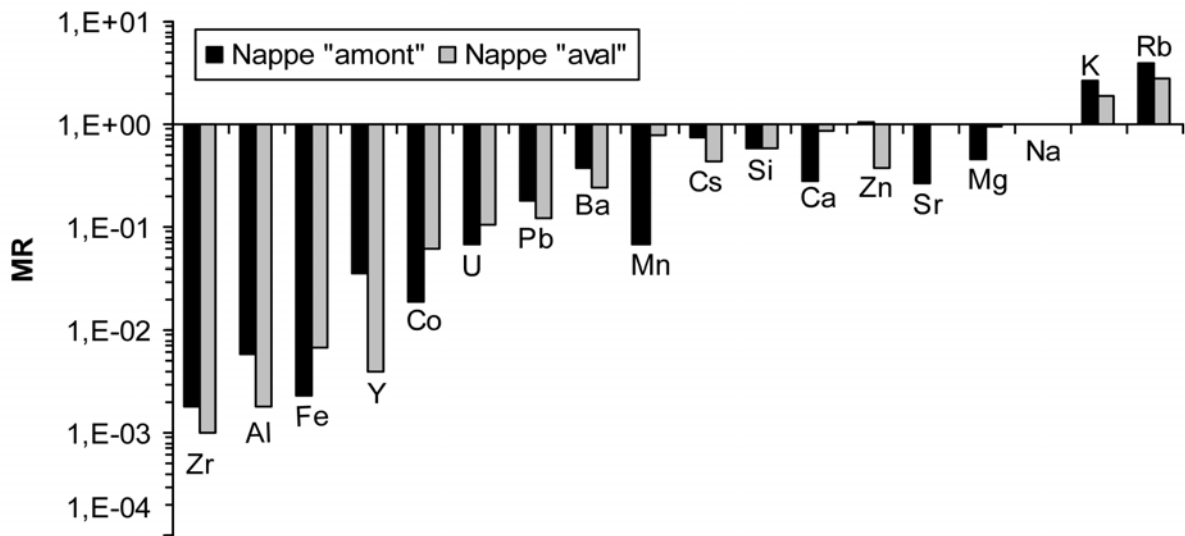 1,E+01
Nappe "amont" Nappe "aval"
K
Rb
1,E+00
Na
Mg
Sr
Zn
Ca
Si
Cs
Mn
Ba
1,E-01
Pb
U
MR
Co
1,E-02
Y
Fe
Al
1,E-03
Zr
1,E-04